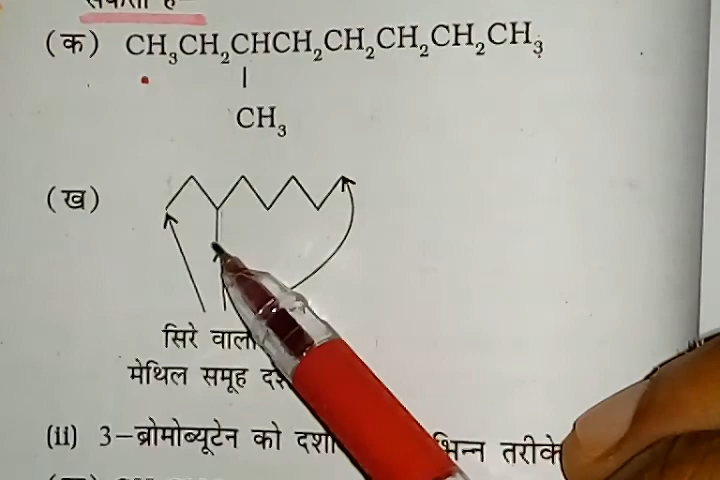 (क) CH₃CH₂CHCH₂CH₂CH₂CH₂CH₃
|
CH₃
(ख)
सिरे वाले
मेथिल समूह
(ii) 3–ब्रोमोब्यूटेन को तरीके